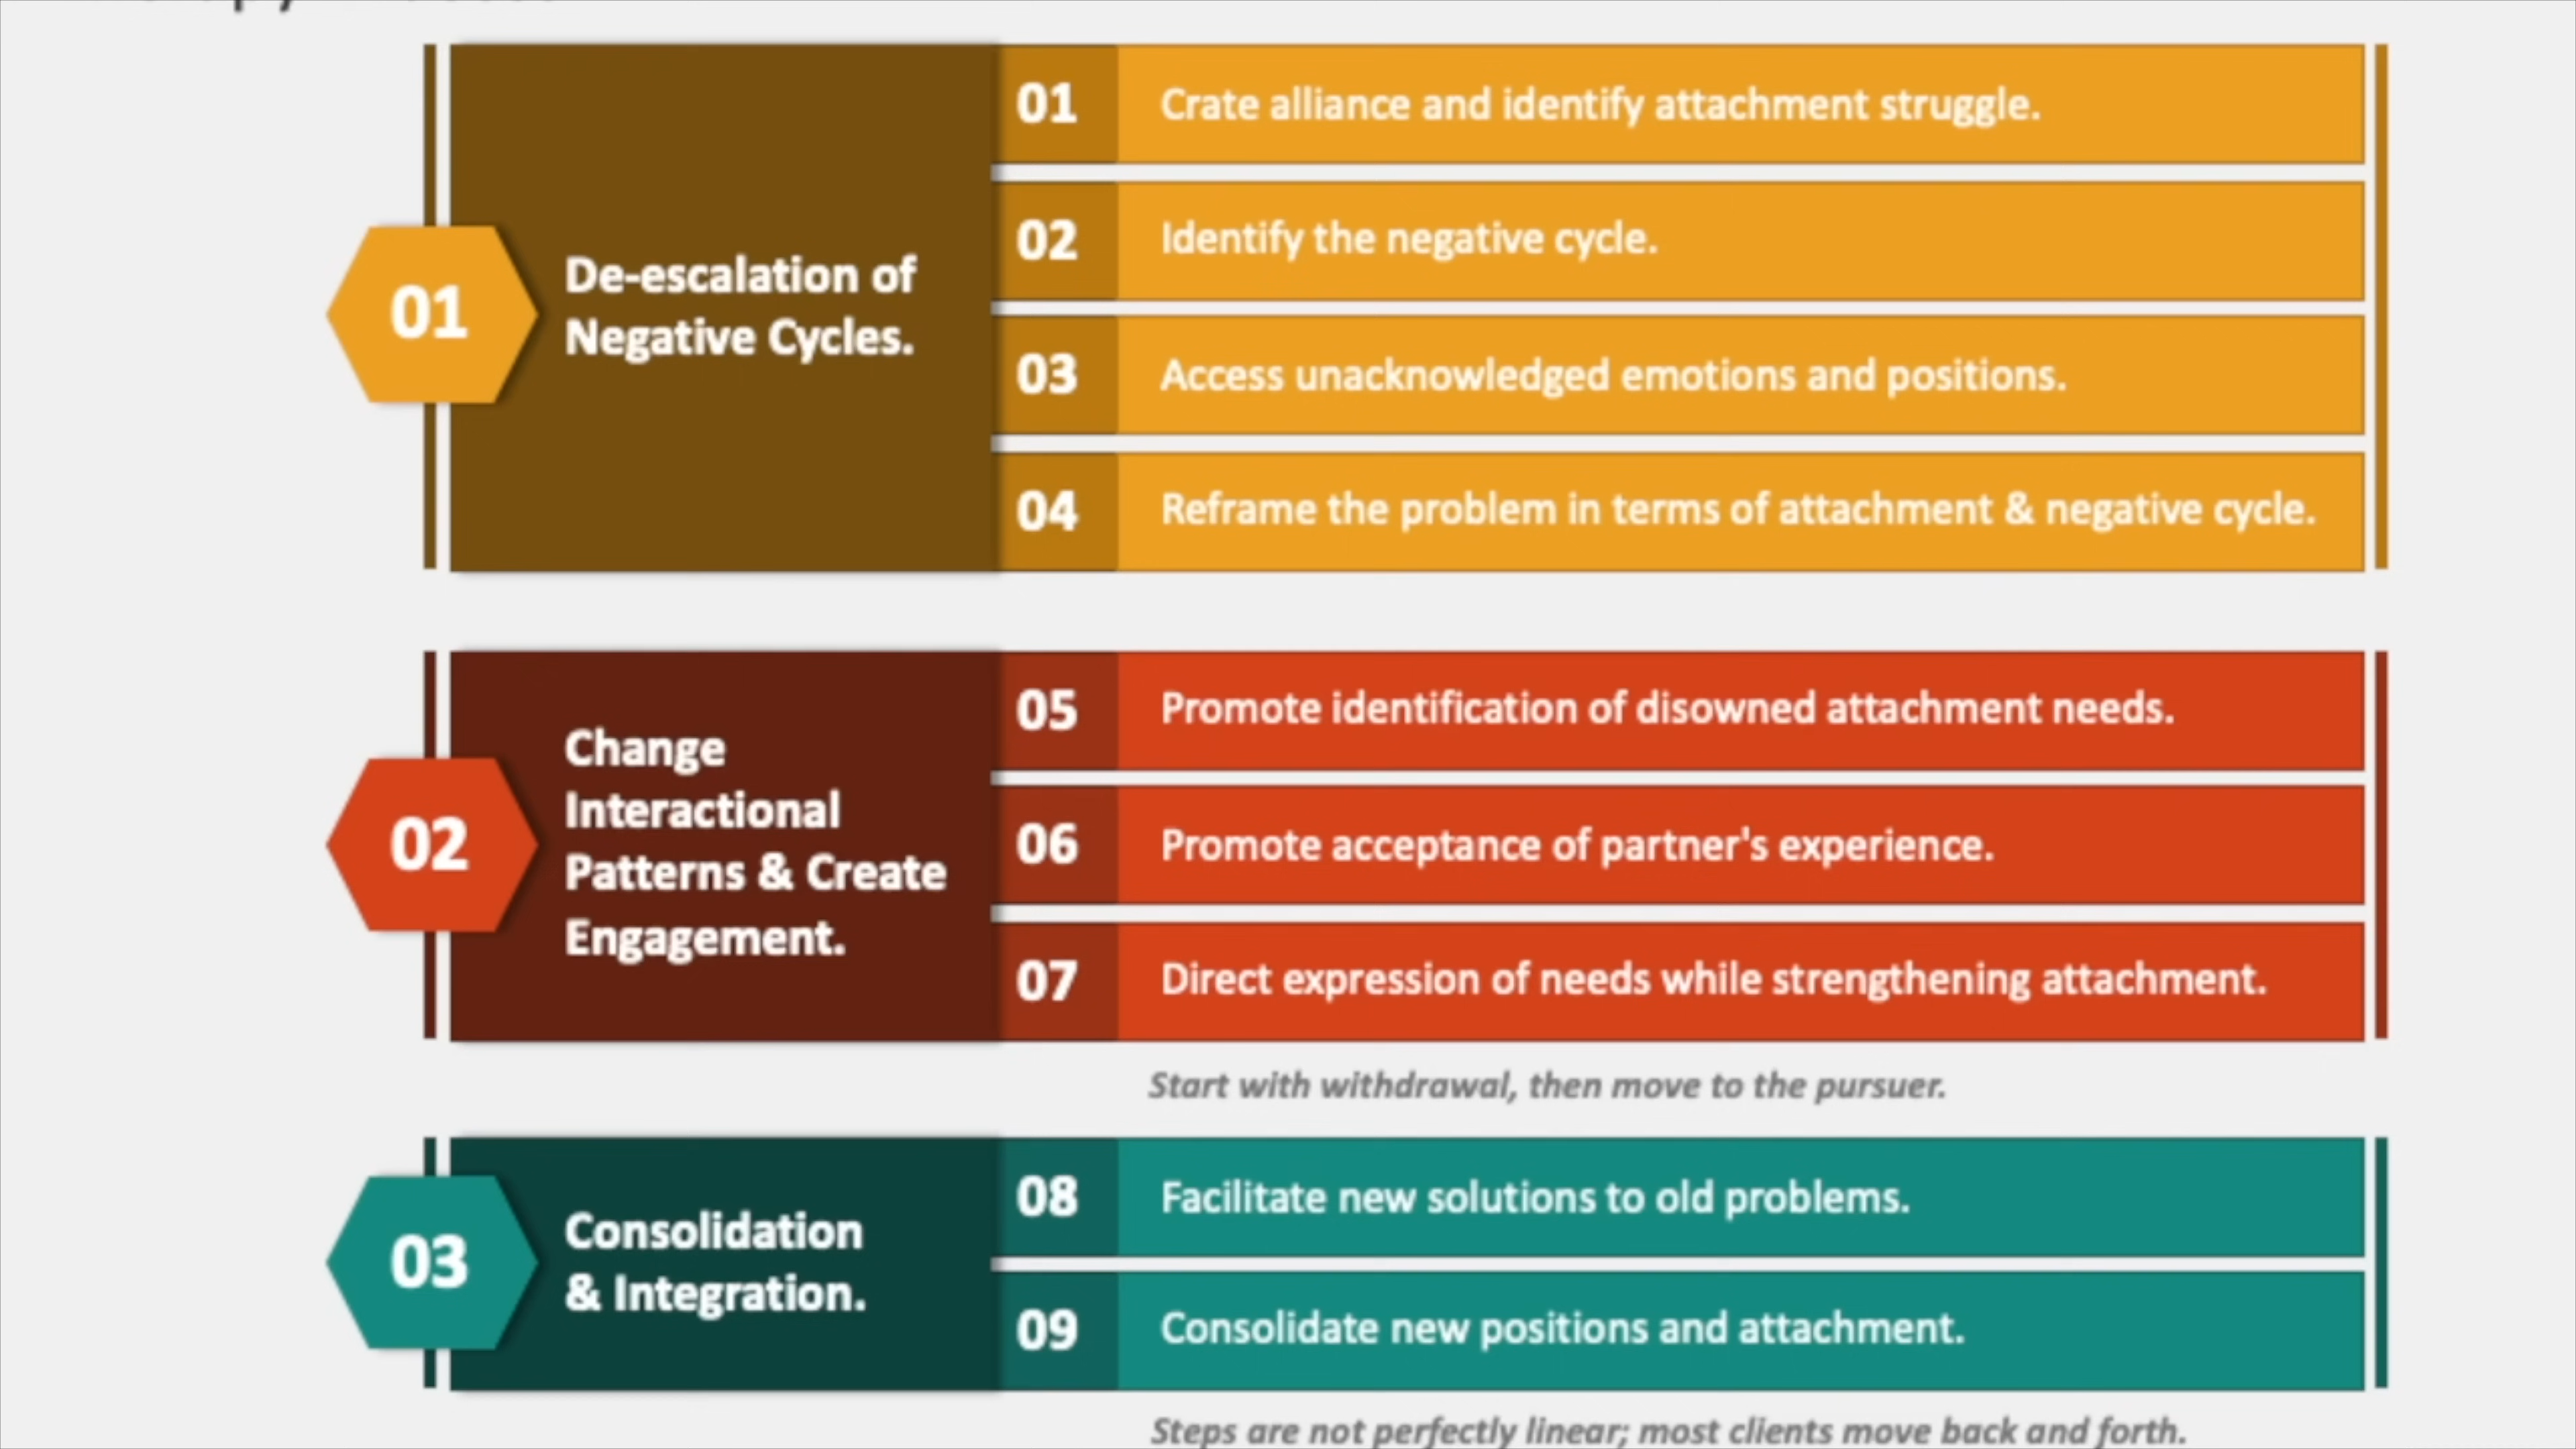 01
De-escalation of
Negative Cycles.
01 Crate alliance and identify attachment struggle.
02 Identify the negative cycle.
03 Access unacknowledged emotions and positions.
04 Reframe the problem in terms of attachment & negative cycle.
02
Change
Interactional
Patterns & Create
Engagement.
05 Promote identification of disowned attachment needs.
06 Promote acceptance of partner's experience.
07 Direct expression of needs while strengthening attachment.
Start with withdrawal, then move to the pursuer.
03
Consolidation
& Integration.
08 Facilitate new solutions to old problems.
09 Consolidate new positions and attachment.
Steps are not perfectly linear; most clients move back and forth.